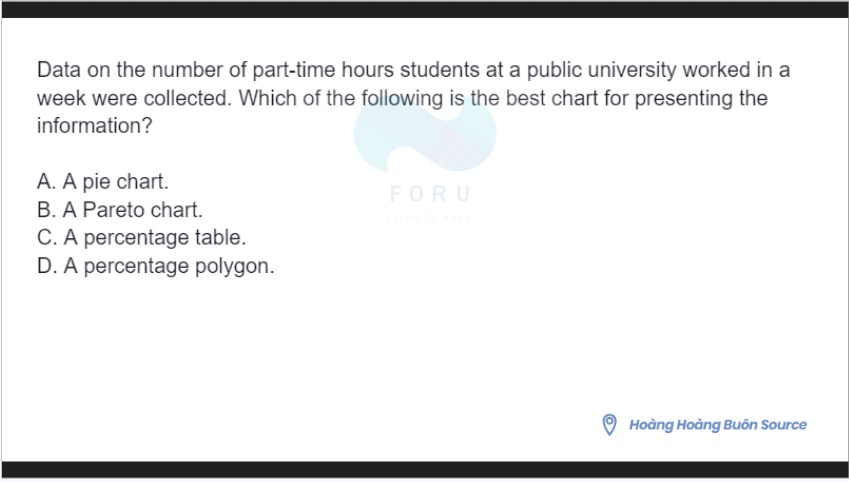 Data on the number of part-time hours students at a public university worked in a
week were collected. Which of the following is the best chart for presenting the
information?
A. A pie chart.
B. A Pareto chart.
C. A percentage table.
D. A percentage polygon.
FORU
Hoàng Hoàng Buôn Source